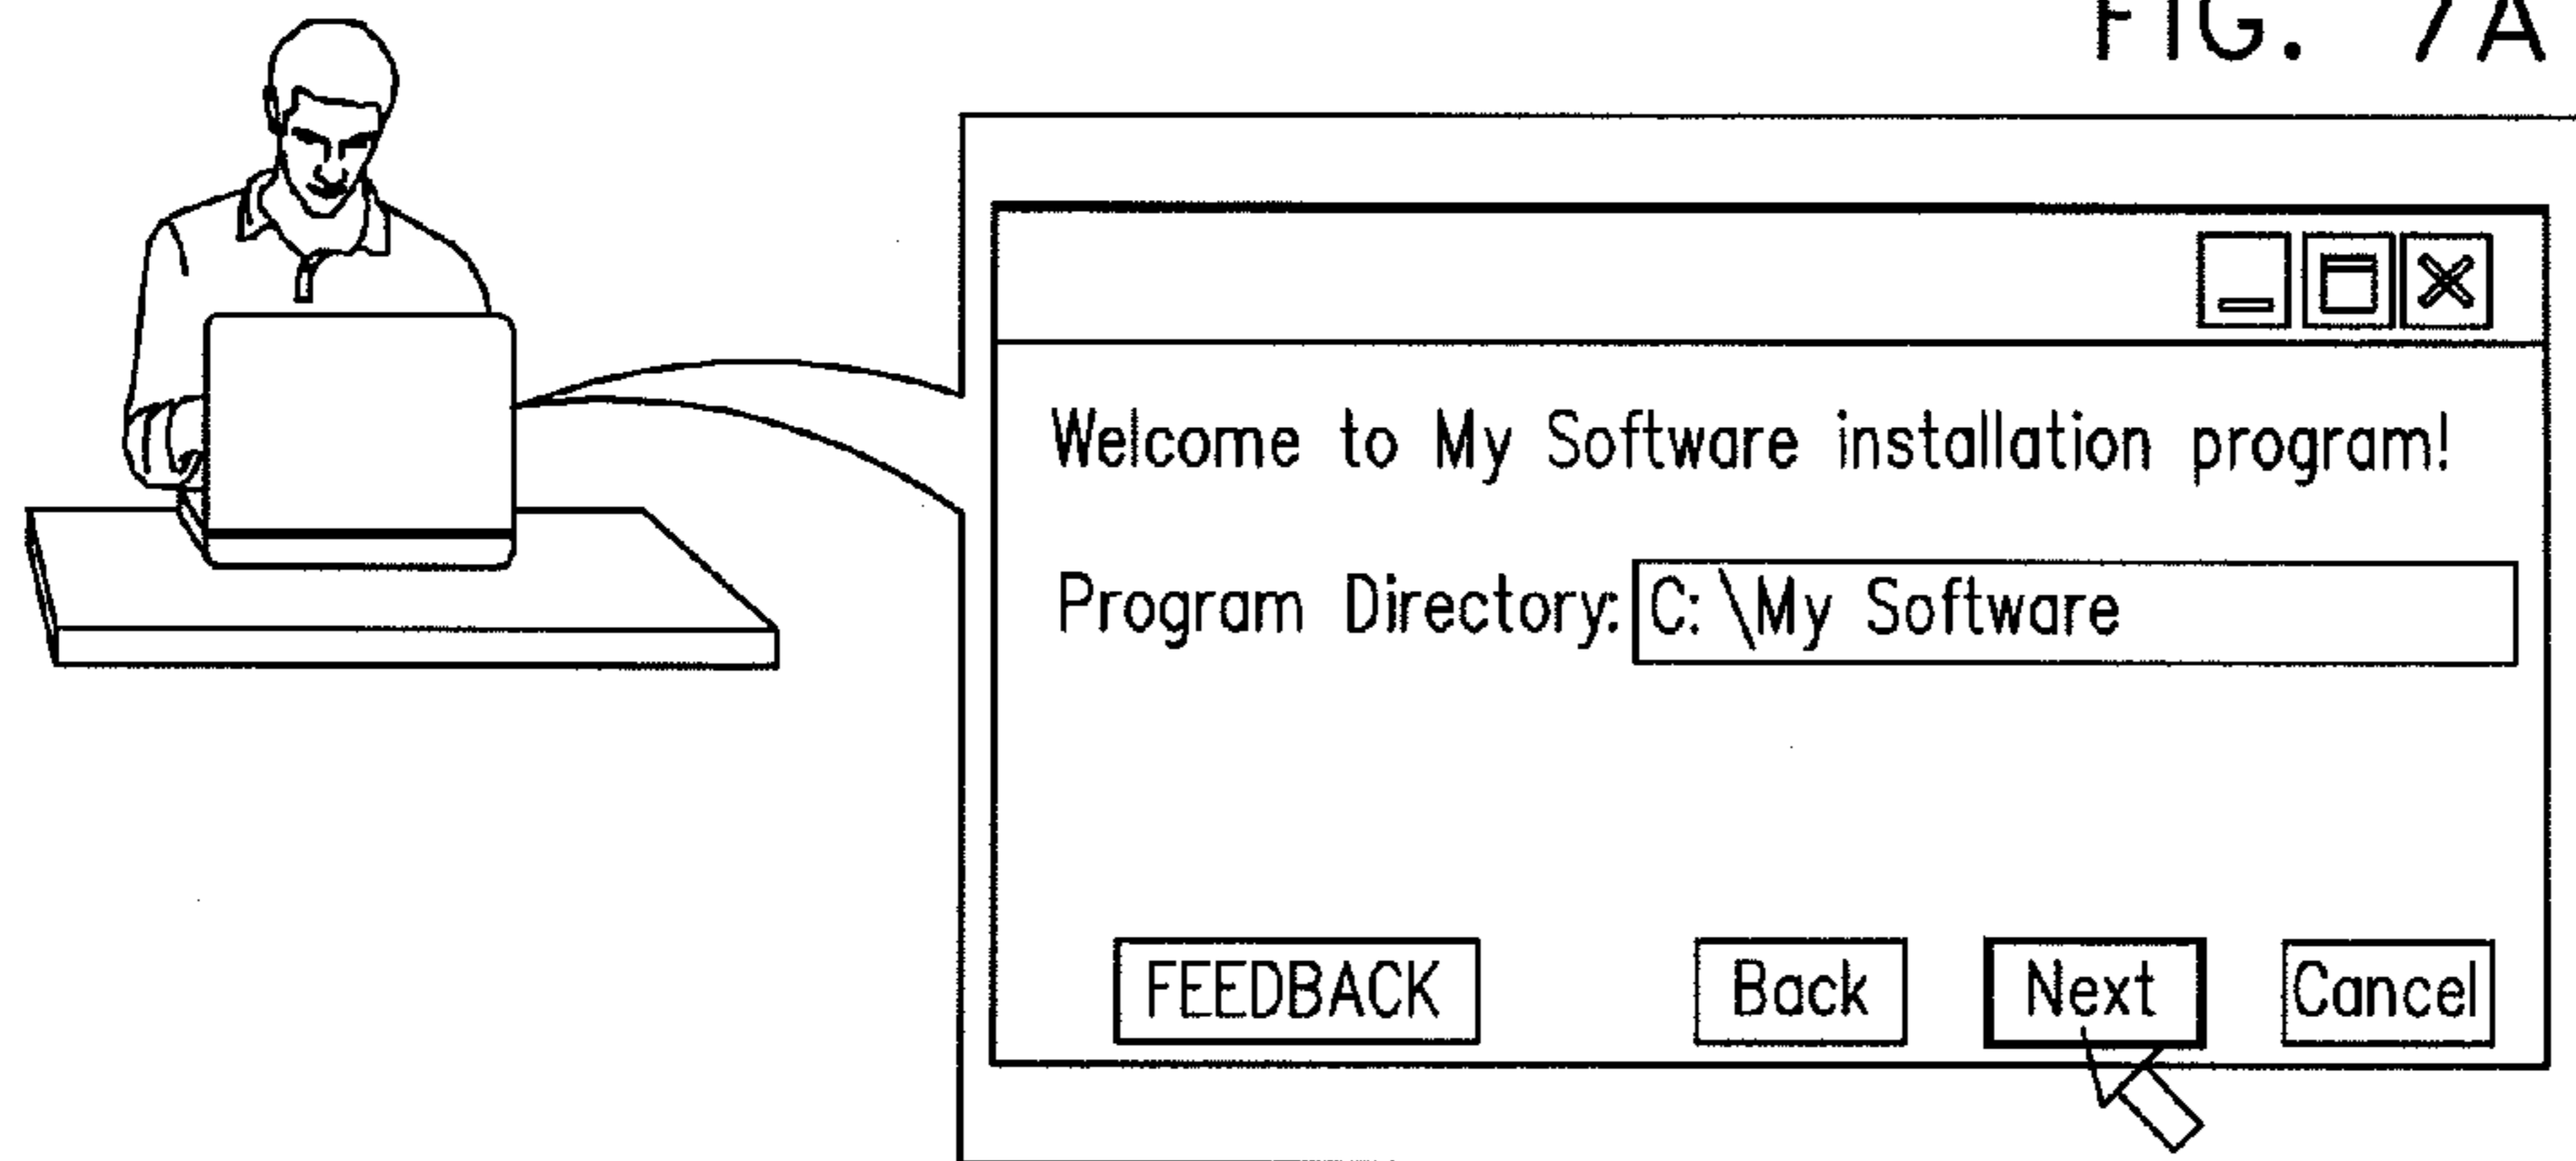 FIG. 7A
Welcome to My Software installation program!
Program Directory: C:\My Software
FEEDBACK Back Next Cancel